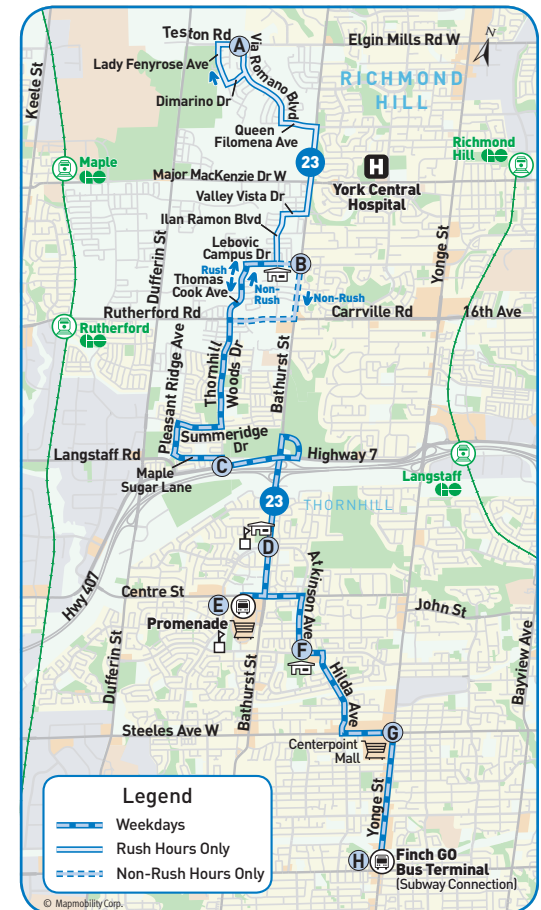 Teston Rd
A
Elgin Mills Rd W
N
Lady Fenyrose Ave
Via Romano Blvd
Keele St
Dimarino Dr
RICHMOND
HILL
Queen
Filomena Ave
Richmond
Hill
Maple
23
H
Major MacKenzie Dr W
York Central
Hospital
Valley Vista Dr
Ilan Ramon Blvd
Dufferin St
Yonge St
Lebovic
Campus Dr
B
Rush
Thomas
Cook Ave
Non-
Rush
Non-Rush
Rutherford Rd
Carrville Rd
16th Ave
Rutherford
Pleasant Ridge Ave
Thornhill
Woods Dr
Bathurst St
Summeridge
Dr
Langstaff Rd
Highway 7
Maple
Sugar Lane
C
Langstaff
23
THORNHILL
D
Hwy 407
Atkinson Ave
Centre St
E
John St
Promenade
Dufferin St
Bathurst St
F
Hilda
Ave
Bayview Ave
Steeles Ave W
G
Centerpoint
Mall
Yonge St
Legend
Weekdays
Rush Hours Only
Non-Rush Hours Only
H
Finch GO
Bus Terminal
(Subway Connection)
© Mapmobility Corp.